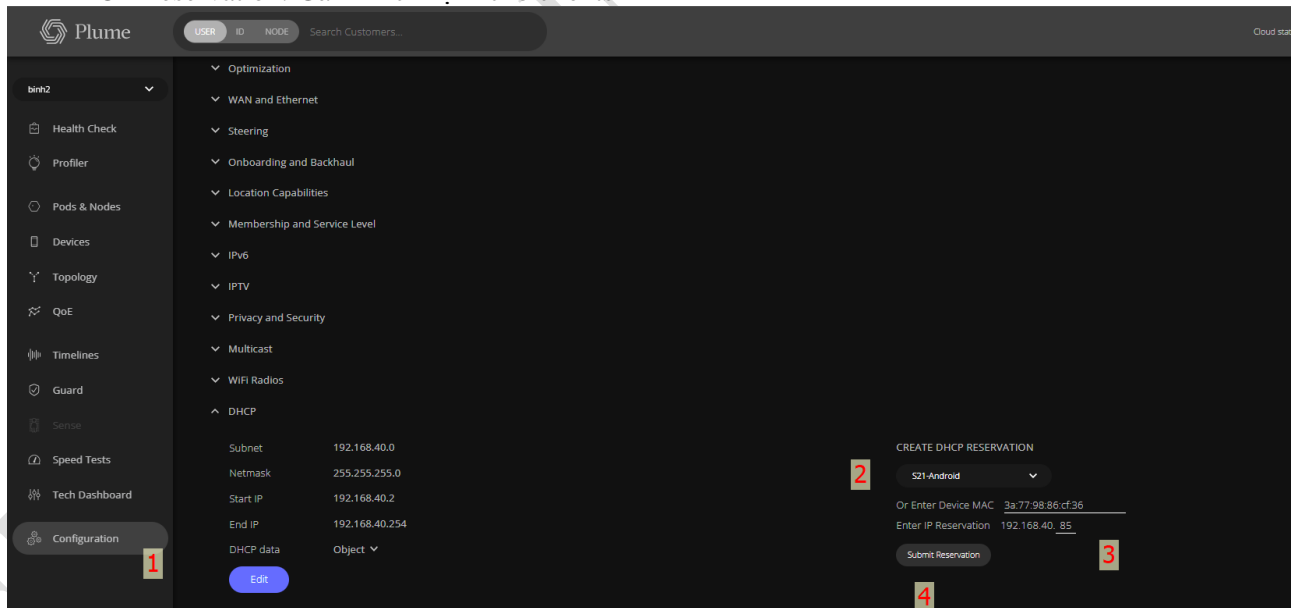 Plume
USER ID NODE Search Customers...
Cloud stat
binh2
Health Check
Profiler
Pods & Nodes
Devices
Topology
QoE
Timelines
Guard
Sense
Speed Tests
Tech Dashboard
Configuration
1
Optimization
WAN and Ethernet
Steering
Onboarding and Backhaul
Location Capabilities
Membership and Service Level
IPv6
IPTV
Privacy and Security
Multicast
WiFi Radios
DHCP
Subnet 192.168.40.0
Netmask 255.255.255.0
Start IP 192.168.40.2
End IP 192.168.40.254
DHCP data Object
Edit
CREATE DHCP RESERVATION
2 S21-Android
Or Enter Device MAC 3a:77:98:86:cf:36
Enter IP Reservation 192.168.40. 85
Submit Reservation 3
4